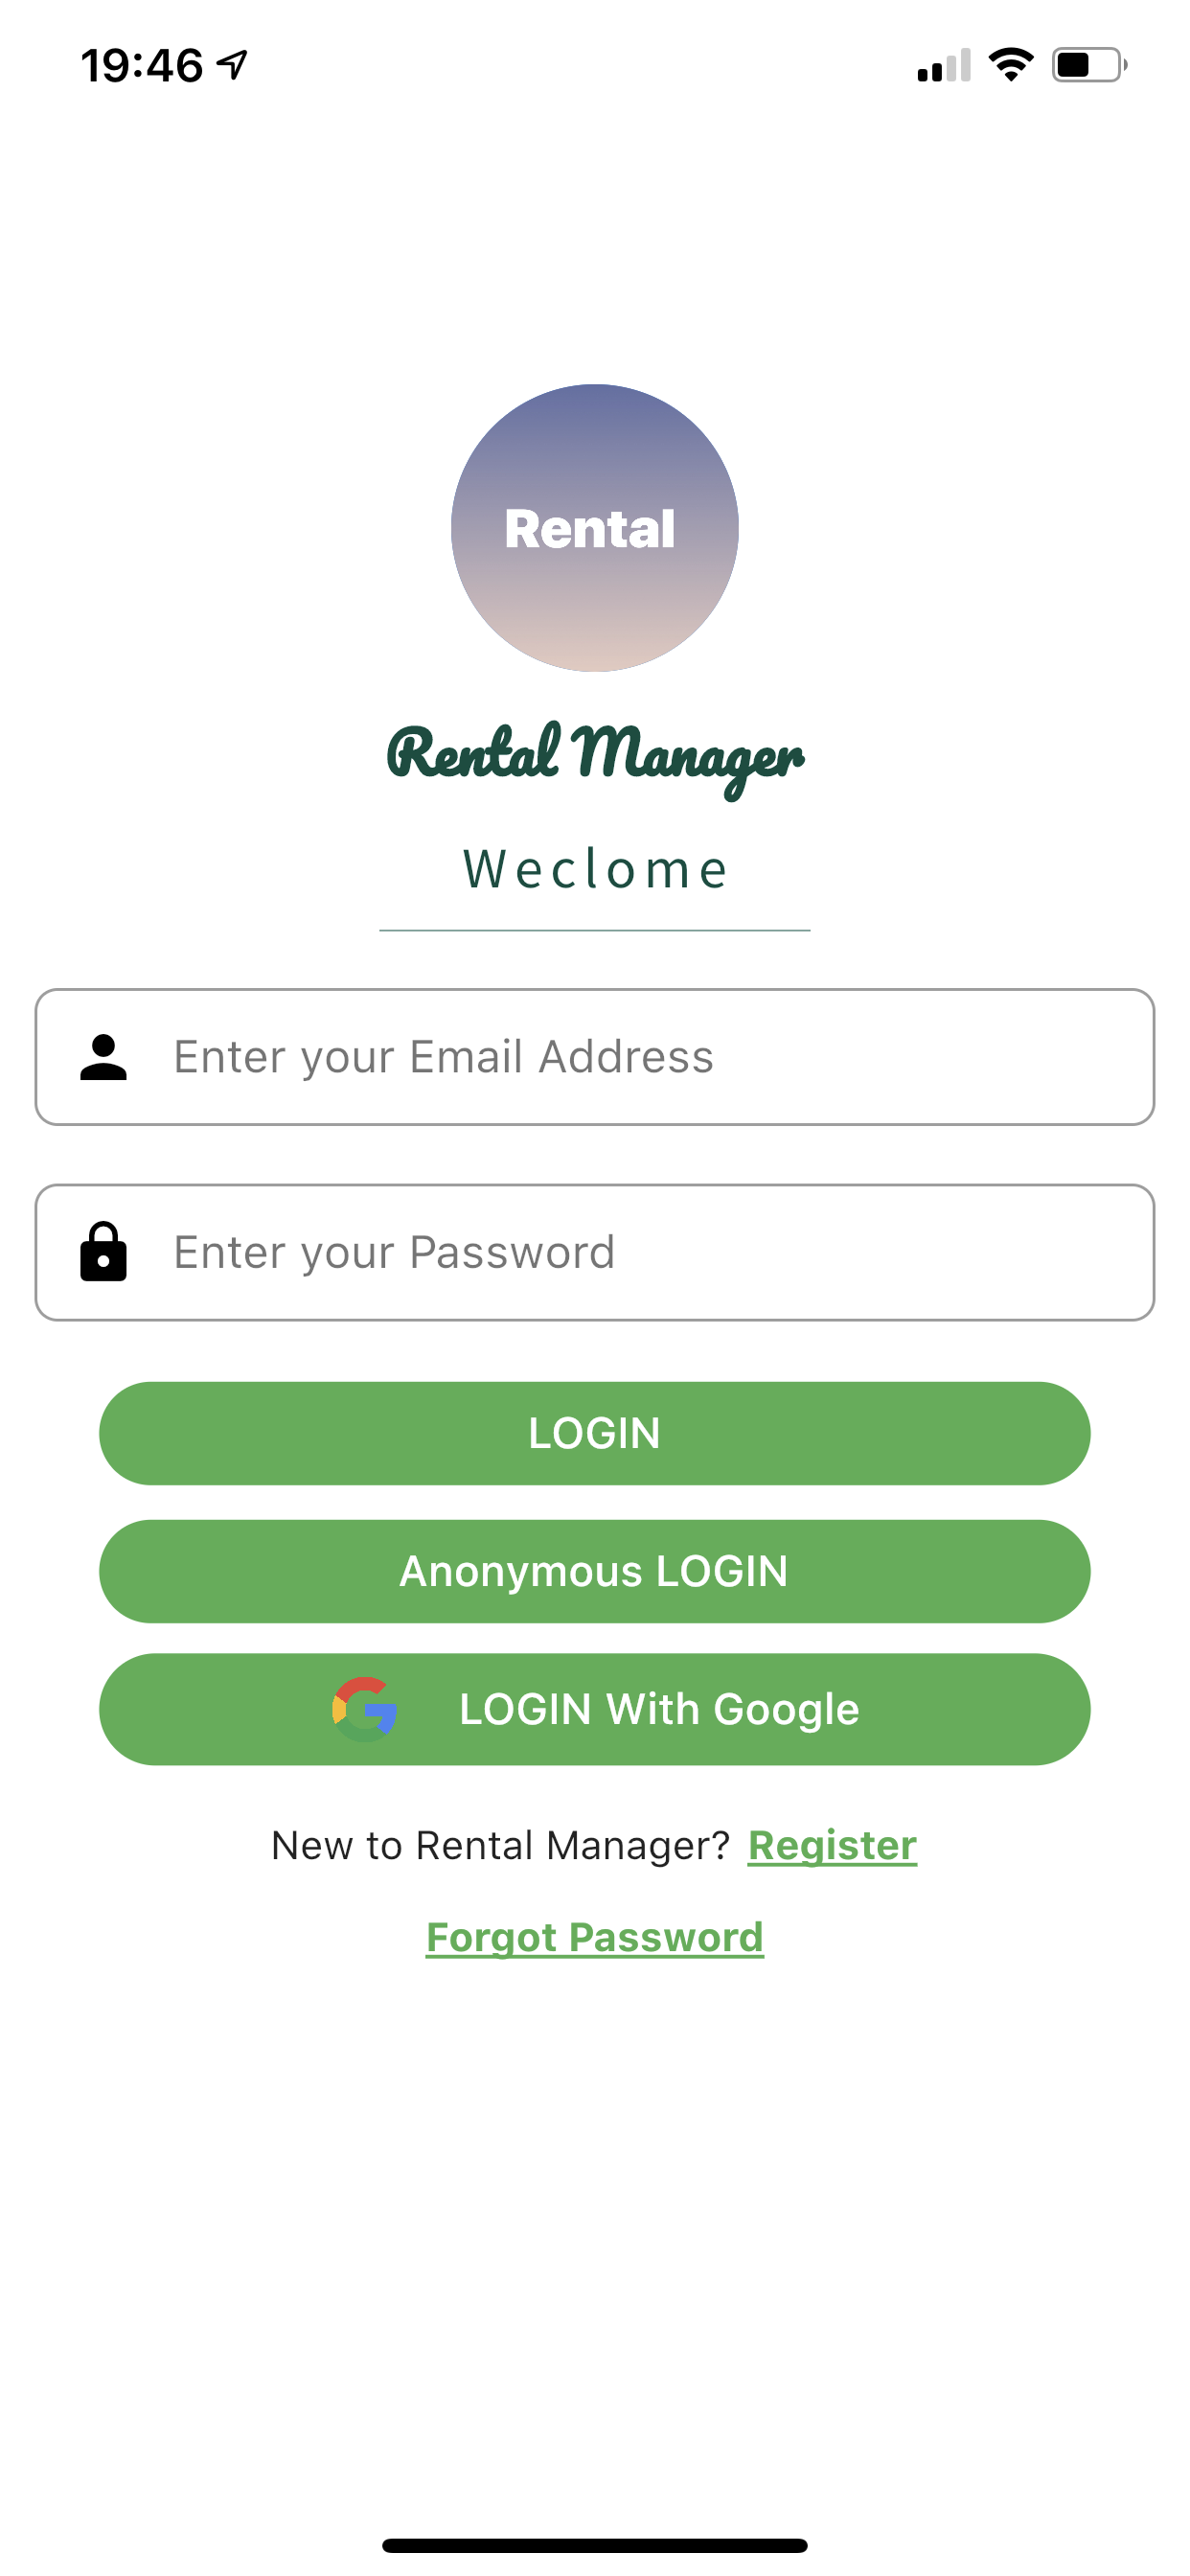 19:46
Rental
Rental Manager
Weclome
Enter your Email Address
Enter your Password
LOGIN
Anonymous LOGIN
LOGIN With Google
New to Rental Manager? Register
Forgot Password